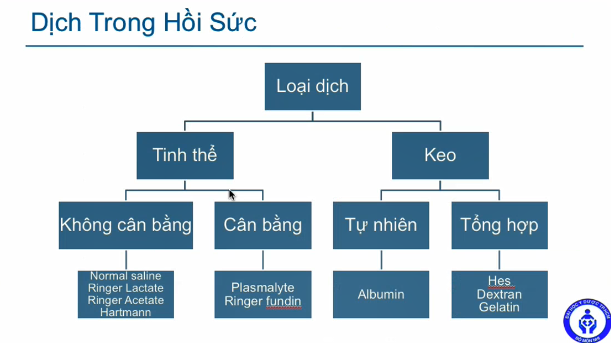 Dịch Trong Hồi Sức
Loại dịch
Tinh thể
Keo
Không cân bằng
Cân bằng
Tự nhiên
Tổng hợp
Normal saline
Ringer Lactate
Ringer Acetate
Hartmann
Plasmalyte
Ringer fundin
Albumin
Hes
Dextran
Gelatin